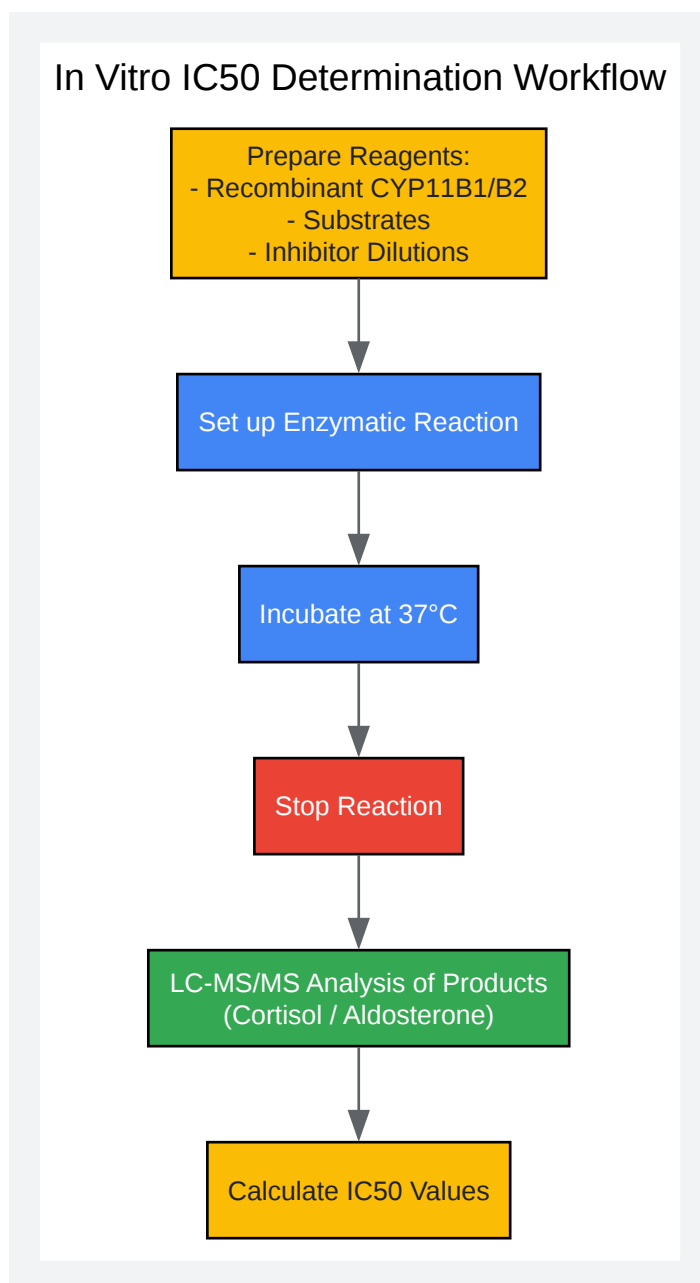 In Vitro IC50 Determination Workflow
Prepare Reagents:
- Recombinant CYP11B1/B2
- Substrates
- Inhibitor Dilutions
Set up Enzymatic Reaction
Incubate at 37°C
Stop Reaction
LC-MS/MS Analysis of Products
(Cortisol / Aldosterone)
Calculate IC50 Values